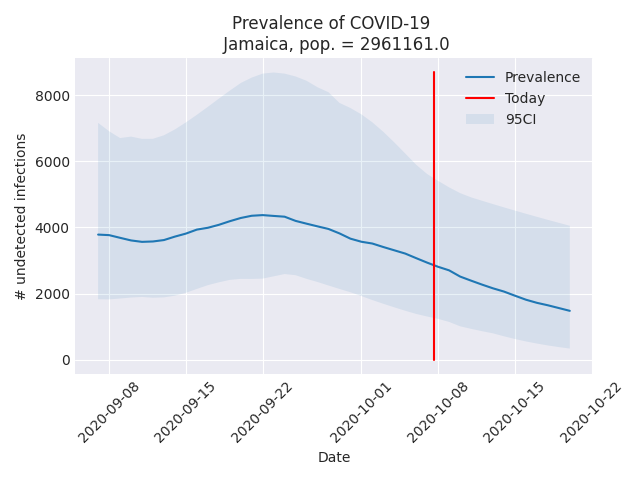 Prevalence of COVID-19
Jamaica, pop. = 2961161.0
Prevalence
Today
95CI
8000
6000
4000
2000
0
# undetected infections
2020-09-08
2020-09-15
2020-09-22
2020-10-01
2020-10-08
2020-10-15
2020-10-22
Date